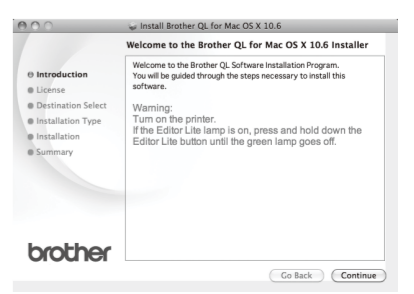 Install Brother QL for Mac OS X 10.6
Welcome to the Brother QL for Mac OS X 10.6 Installer
Introduction
License
Destination Select
Installation Type
Installation
Summary
Welcome to the Brother QL Software Installation Program.
You will be guided through the steps necessary to install this
software.
Warning:
Turn on the printer.
If the Editor Lite lamp is on, press and hold down the
Editor Lite button until the green lamp goes off.
brother
Go Back
Continue